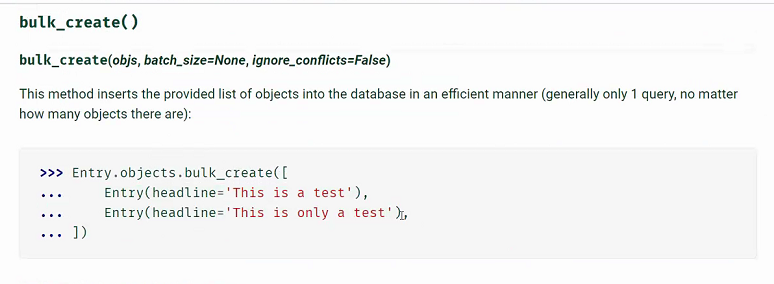 bulk_create()
bulk_create(objs, batch_size=None, ignore_conflicts=False)
This method inserts the provided list of objects into the database in an efficient manner (generally only 1 query, no matter
how many objects there are):
>>> Entry.objects.bulk_create([
...     Entry(headline='This is a test'),
...     Entry(headline='This is only a test'),
... ])